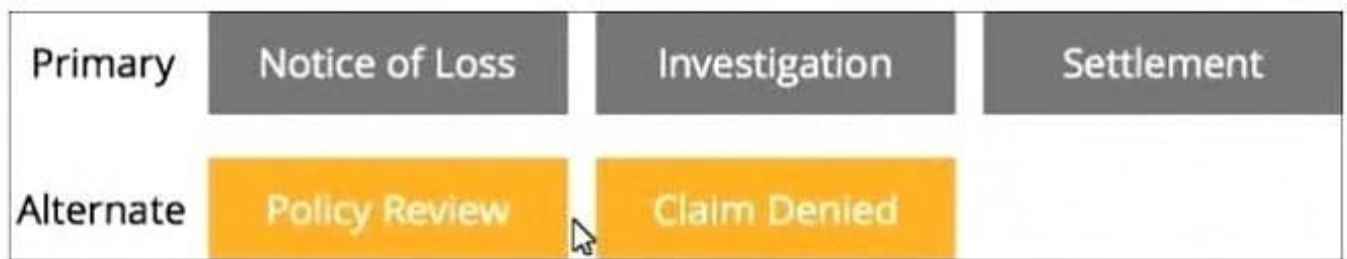 Primary Notice of Loss Investigation Settlement
Alternate Policy Review Claim Denied